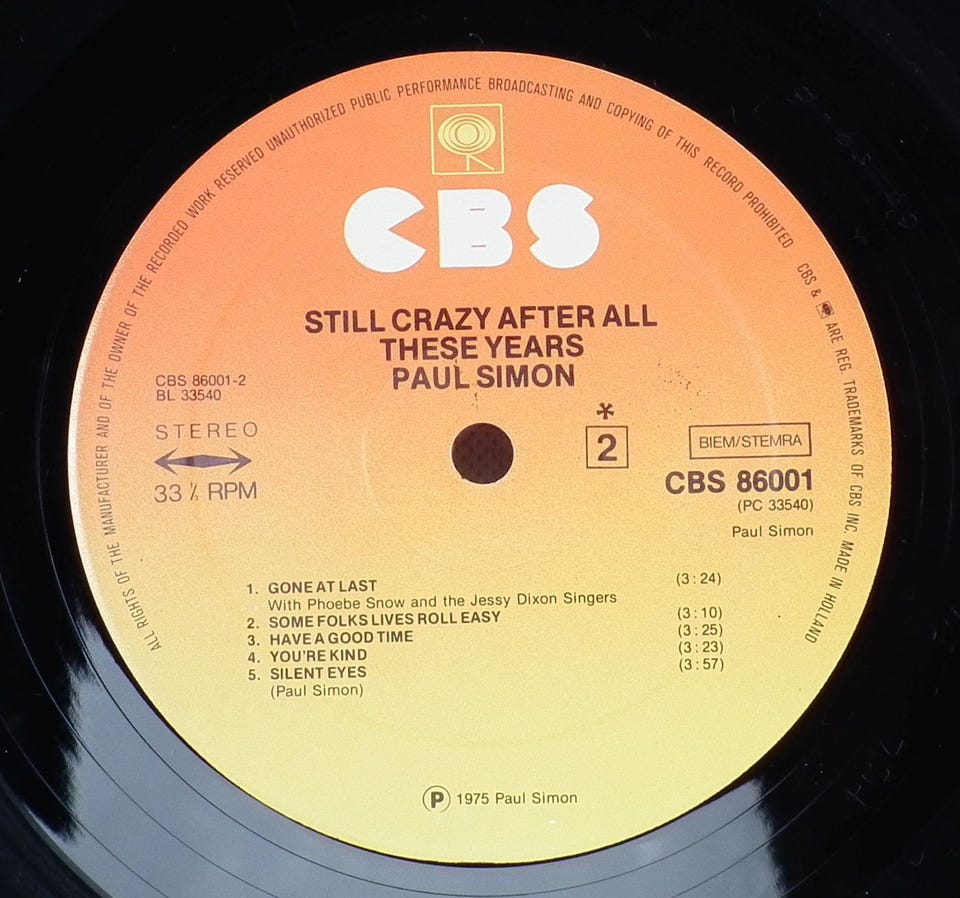 ALL RIGHTS OF THE MANUFACTURER AND OF THE OWNER OF THE RECORDED WORK RESERVED UNAUTHORIZED PUBLIC PERFORMANCE BROADCASTING AND COPYING OF THIS RECORD PROHIBITED
CBS & ARE REG. TRADEMARKS OF CBS INC. MADE IN HOLLAND
CBS
STILL CRAZY AFTER ALL
THESE YEARS
PAUL SIMON
CBS 86001-2
BL 33540
STEREO
33 ⅓ RPM
*
2
BIEM/STEMRA
CBS 86001
(PC 33540)
Paul Simon
1. GONE AT LAST (3:24)
With Phoebe Snow and the Jessy Dixon Singers
2. SOME FOLKS LIVES ROLL EASY (3:10)
3. HAVE A GOOD TIME (3:25)
4. YOU'RE KIND (3:23)
5. SILENT EYES (3:57)
(Paul Simon)
℗ 1975 Paul Simon